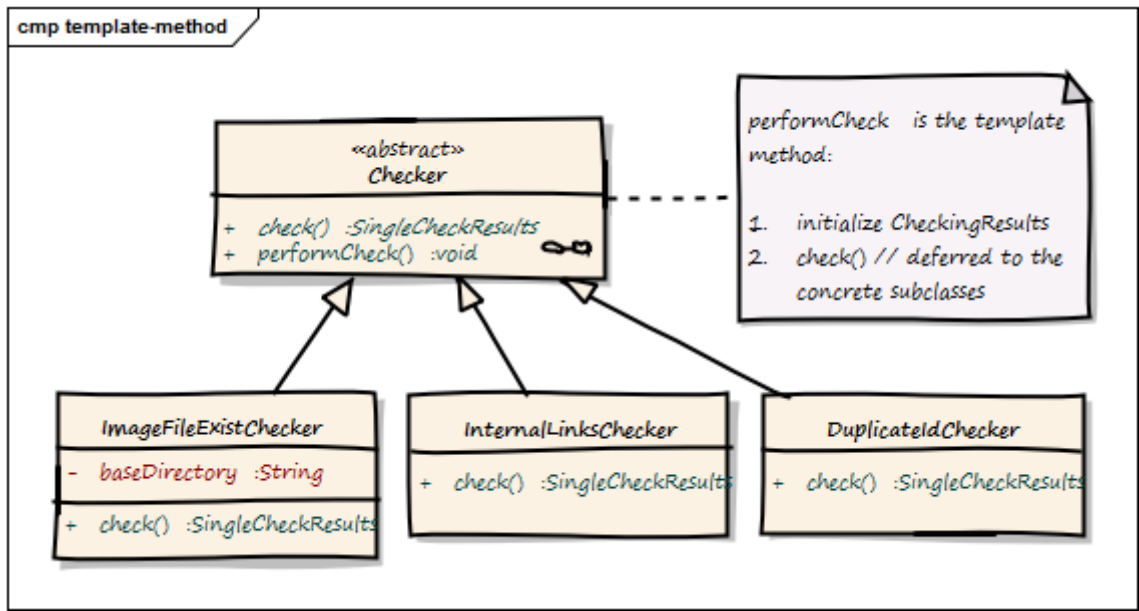 cmp template-method
«abstract»
Checker
+ check() :SingleCheckResults
+ performCheck() :void
performCheck is the template
method:
1. initialize CheckingResults
2. check() // deferred to the
concrete subclasses
ImageFileExistChecker
- baseDirectory :String
+ check() :SingleCheckResults
InternalLinksChecker
+ check() :SingleCheckResults
DuplicateIdChecker
+ check() :SingleCheckResults